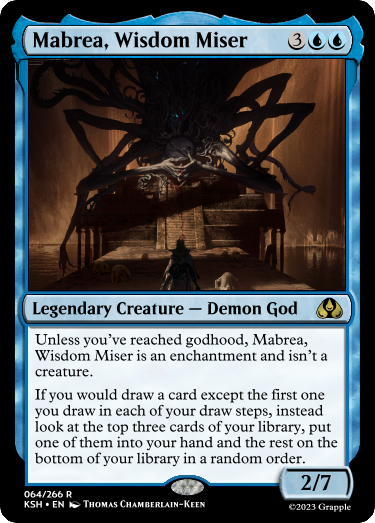 Mabrea, Wisdom Miser 3
Legendary Creature — Demon God
Unless you've reached godhood, Mabrea,
Wisdom Miser is an enchantment and isn't a
creature.
If you would draw a card except the first one
you draw in each of your draw steps, instead
look at the top three cards of your library, put
one of them into your hand and the rest on the
bottom of your library in a random order.
2/7
064/266 R
KSH • EN Thomas Chamberlain-Keen
©2023 Grapple